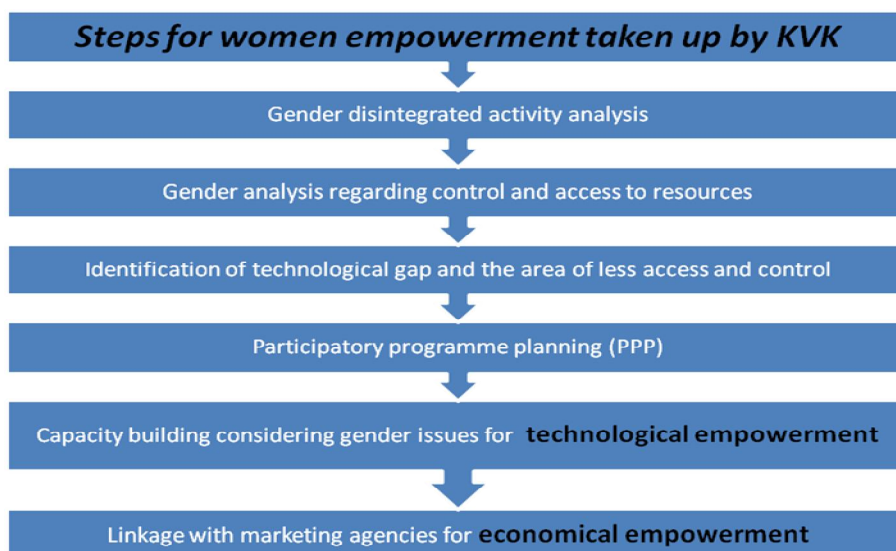 Steps for women empowerment taken up by KVK
Gender disintegrated activity analysis
Gender analysis regarding control and access to resources
Identification of technological gap and the area of less access and control
Participatory programme planning (PPP)
Capacity building considering gender issues for technological empowerment
Linkage with marketing agencies for economical empowerment